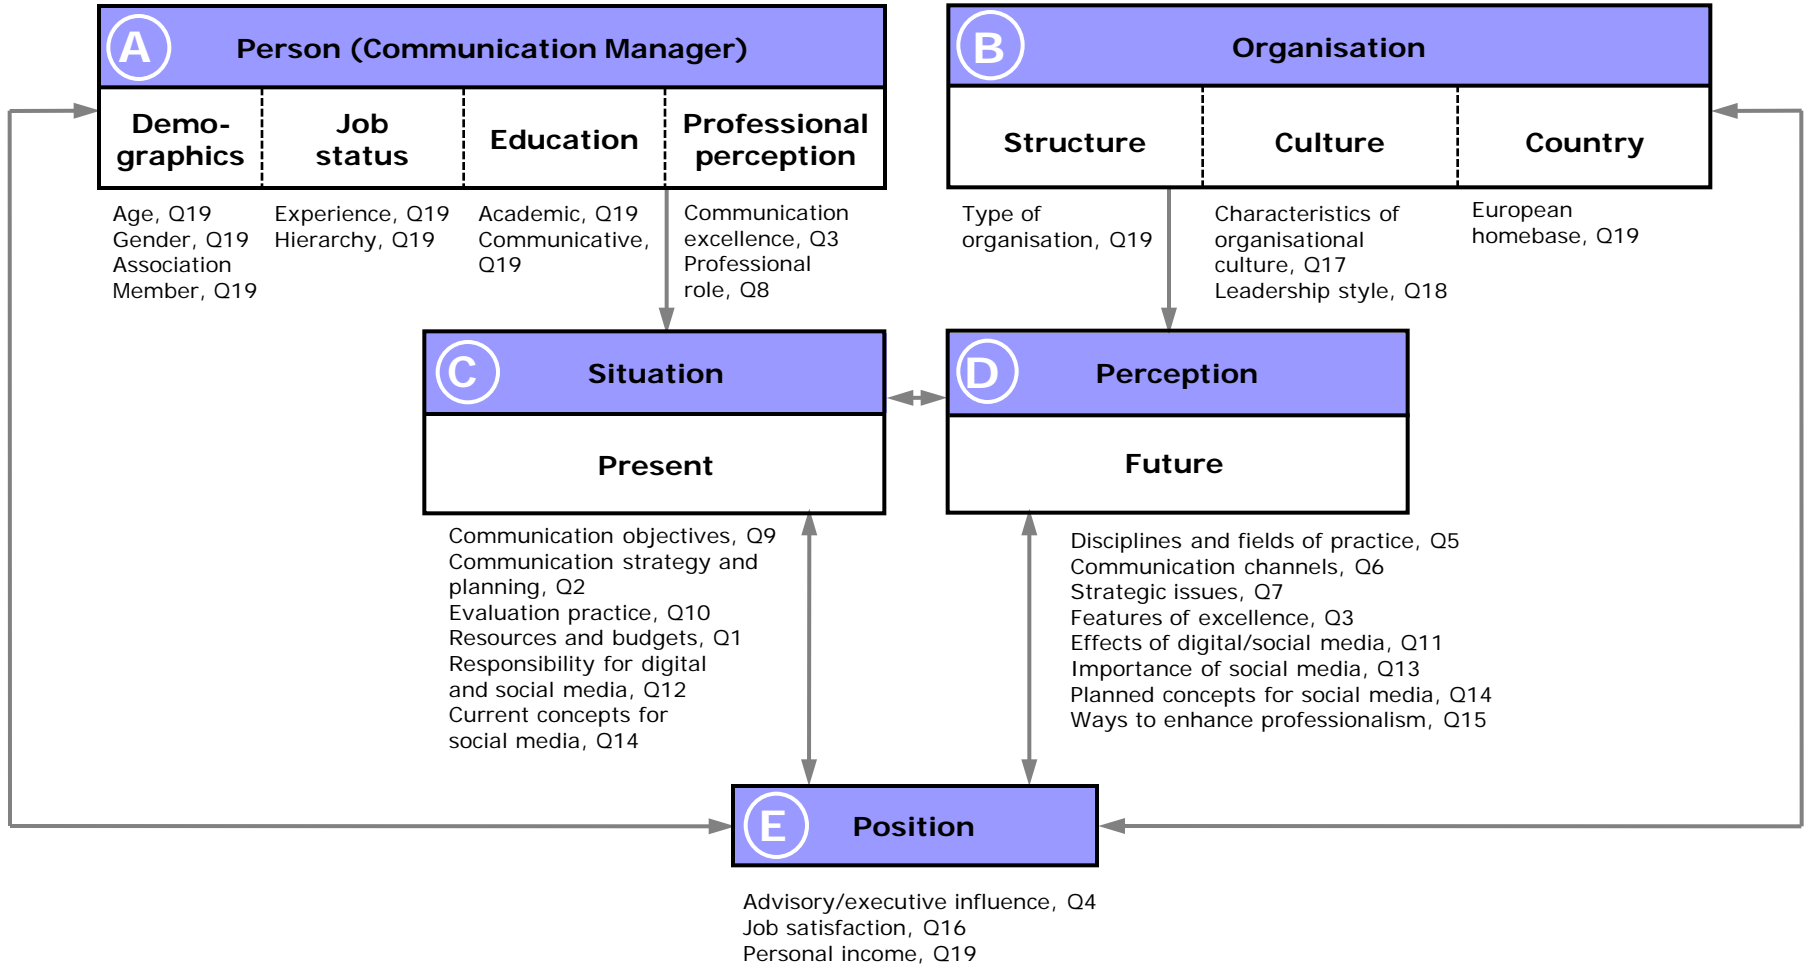 A
Person (Communication Manager)
Demo-
graphics
Job
status
Education
Professional
perception
Age, Q19
Gender, Q19
Association
Member, Q19
Experience, Q19
Hierarchy, Q19
Academic, Q19
Communicative,
Q19
Communication
excellence, Q3
Professional
role, Q8
B
Organisation
Structure
Culture
Country
Type of
organisation, Q19
Characteristics of
organisational
culture, Q17
Leadership style, Q18
European
homebase, Q19
C
Situation
Present
Communication objectives, Q9
Communication strategy and
planning, Q2
Evaluation practice, Q10
Resources and budgets, Q1
Responsibility for digital
and social media, Q12
Current concepts for
social media, Q14
D
Perception
Future
Disciplines and fields of practice, Q5
Communication channels, Q6
Strategic issues, Q7
Features of excellence, Q3
Effects of digital/social media, Q11
Importance of social media, Q13
Planned concepts for social media, Q14
Ways to enhance professionalism, Q15
E
Position
Advisory/executive influence, Q4
Job satisfaction, Q16
Personal income, Q19